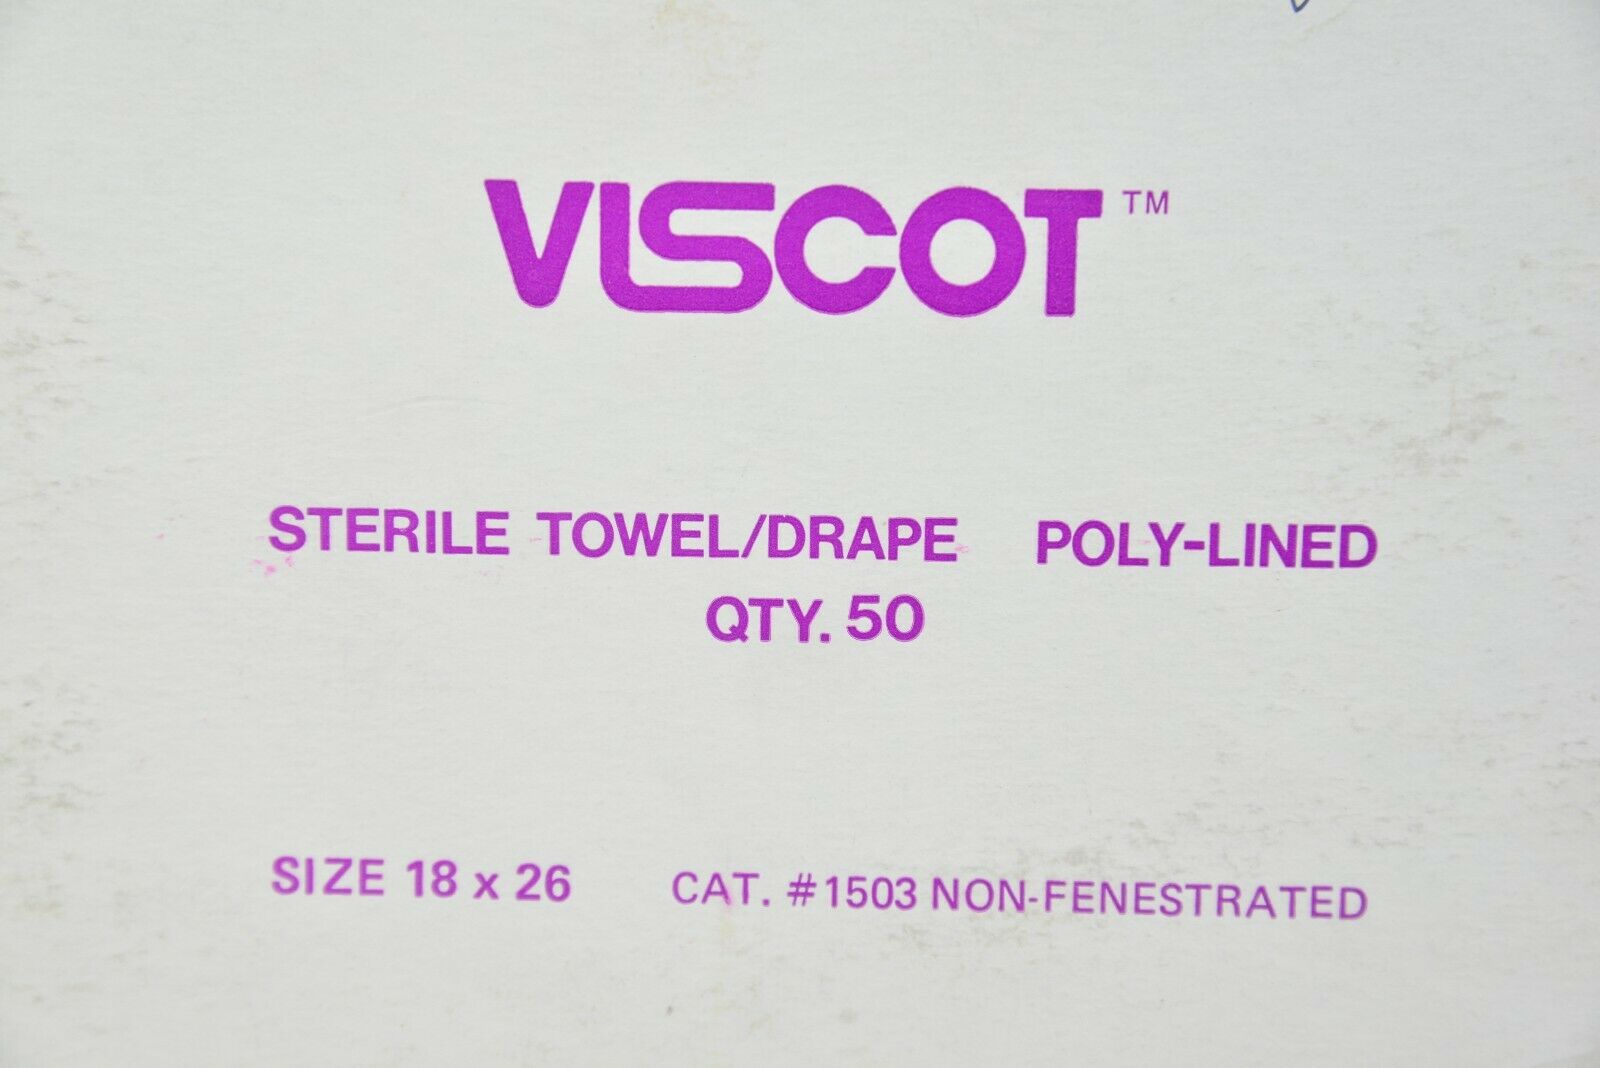 VISCOT™
STERILE TOWEL/DRAPE POLY-LINED
QTY. 50
SIZE 18 x 26 CAT. #1503 NON-FENESTRATED